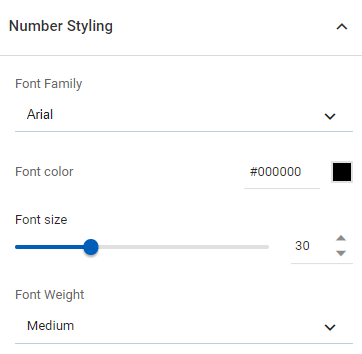 Number Styling
Font Family
Arial
Font color #000000
Font size
30
Font Weight
Medium